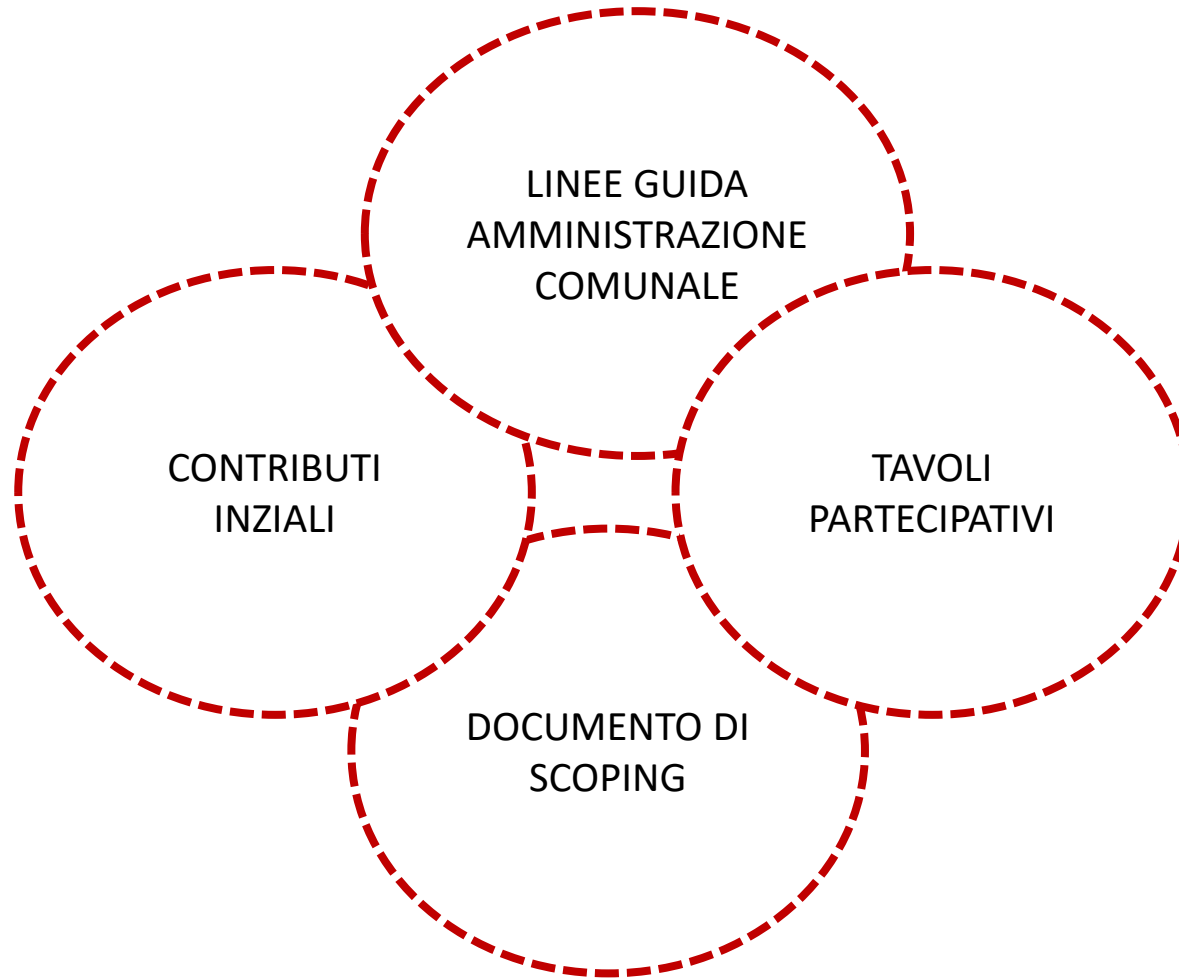 LINEE GUIDA
AMMINISTRAZIONE
COMUNALE
CONTRIBUTI
INZIALI
TAVOLI
PARTECIPATIVI
DOCUMENTO DI
SCOPING